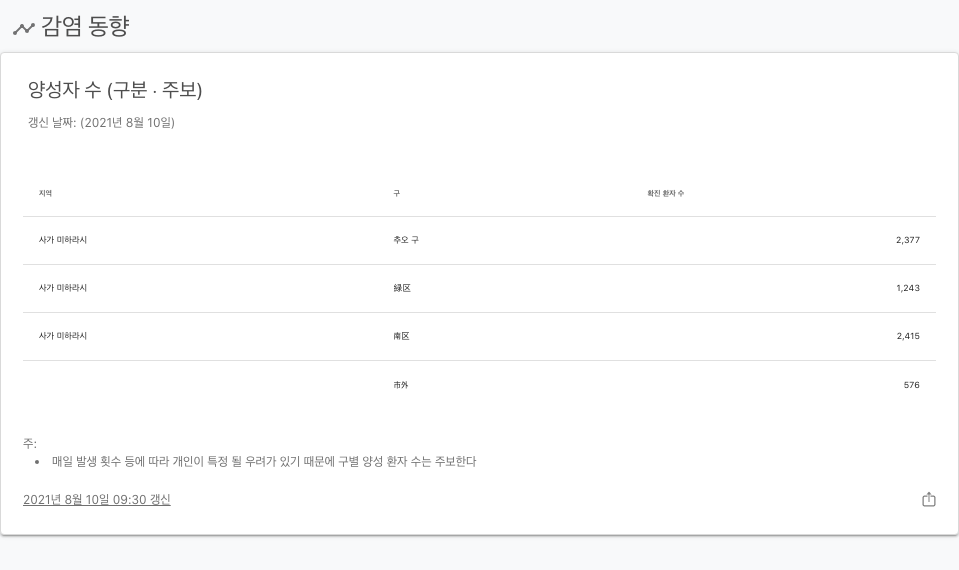 감염 동향
양성자 수 (구분 · 주보)
갱신 날짜: (2021년 8월 10일)
지역 구 확진 환자 수
사가 미하라시 추오 구 2,377
사가 미하라시 緑区 1,243
사가 미하라시 南区 2,415
市外 576
주:
• 매일 발생 횟수 등에 따라 개인이 특정 될 우려가 있기 때문에 구별 양성 환자 수는 주보한다
2021년 8월 10일 09:30 갱신